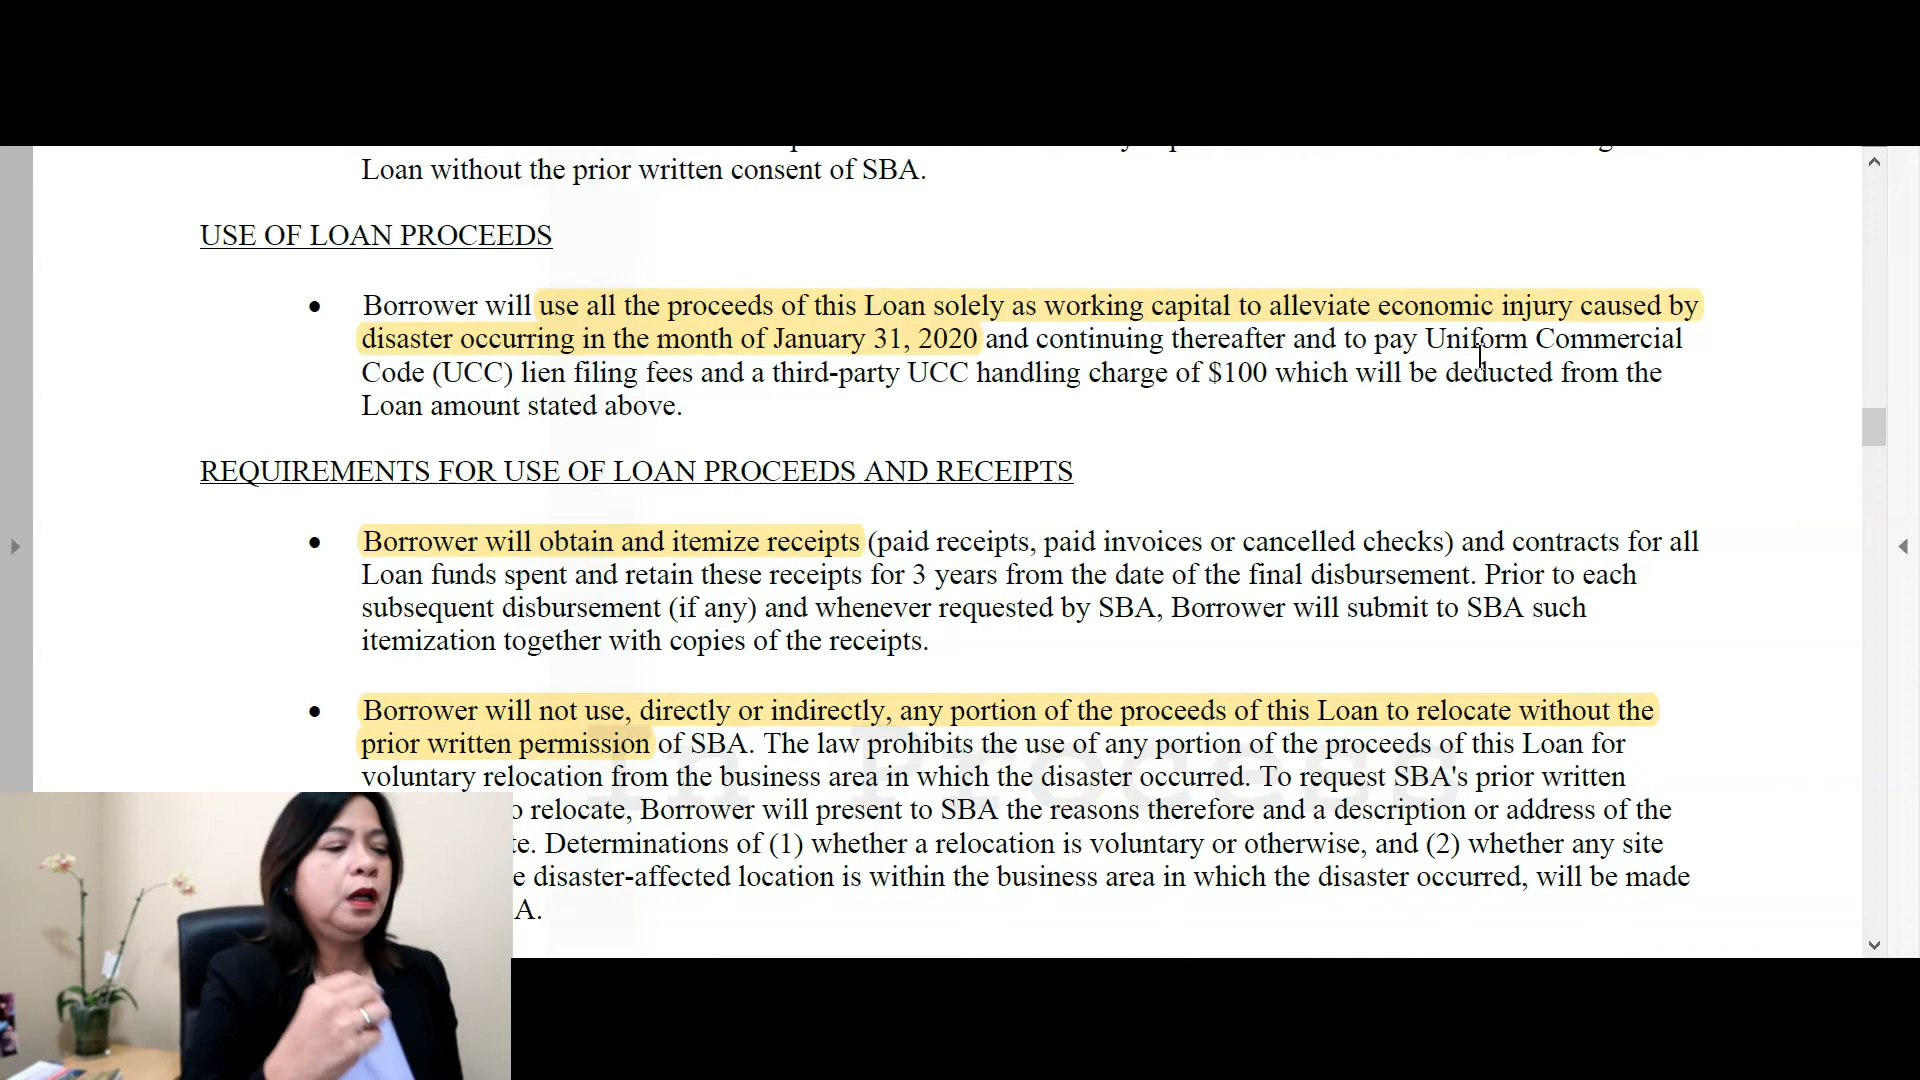 Loan without the prior written consent of SBA.
USE OF LOAN PROCEEDS
● Borrower will use all the proceeds of this Loan solely as working capital to alleviate economic injury caused by
disaster occurring in the month of January 31, 2020 and continuing thereafter and to pay Uniform Commercial
Code (UCC) lien filing fees and a third-party UCC handling charge of $100 which will be deducted from the
Loan amount stated above.
REQUIREMENTS FOR USE OF LOAN PROCEEDS AND RECEIPTS
● Borrower will obtain and itemize receipts (paid receipts, paid invoices or cancelled checks) and contracts for all
Loan funds spent and retain these receipts for 3 years from the date of the final disbursement. Prior to each
subsequent disbursement (if any) and whenever requested by SBA, Borrower will submit to SBA such
itemization together with copies of the receipts.
● Borrower will not use, directly or indirectly, any portion of the proceeds of this Loan to relocate without the
prior written permission of SBA. The law prohibits the use of any portion of the proceeds of this Loan for
voluntary relocation from the business area in which the disaster occurred. To request SBA's prior written
o relocate, Borrower will present to SBA the reasons therefore and a description or address of the
te. Determinations of (1) whether a relocation is voluntary or otherwise, and (2) whether any site
e disaster-affected location is within the business area in which the disaster occurred, will be made
A.
In Process